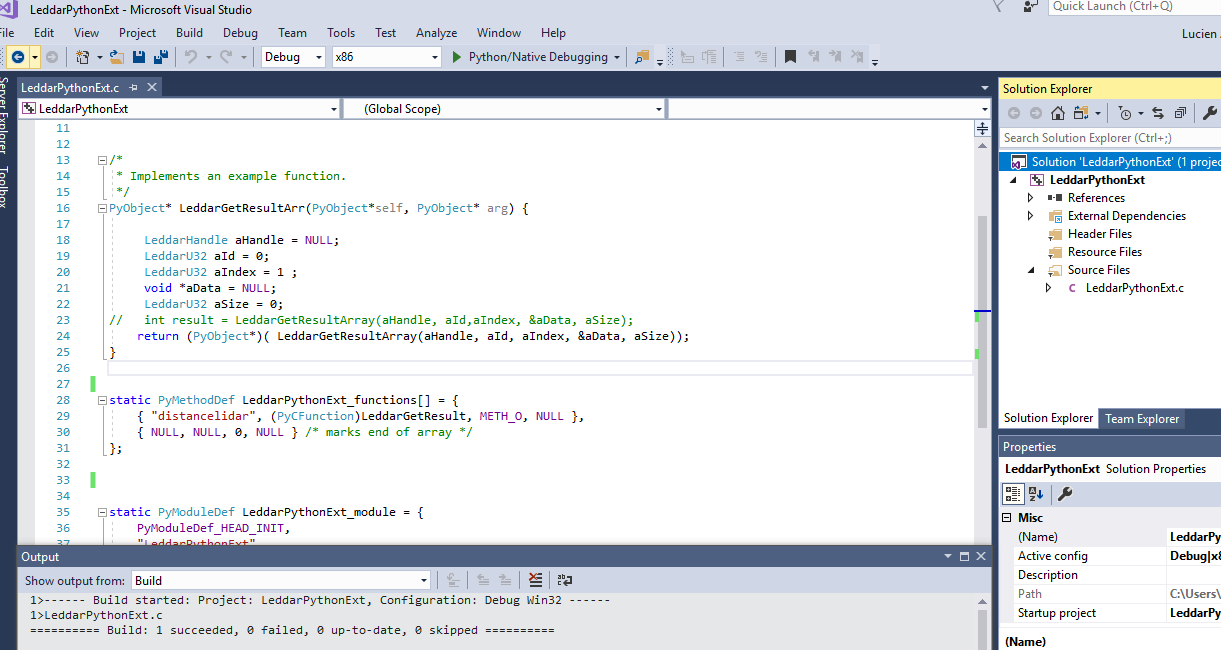 LeddarPythonExt - Microsoft Visual Studio
Quick Launch (Ctrl+Q)
File Edit View Project Build Debug Team Tools Test Analyze Window Help
Lucien
Debug x86 Python/Native Debugging
Server Explorer
Toolbox
LeddarPythonExt.c
LeddarPythonExt (Global Scope)
11
12
13 /*
14 * Implements an example function.
15 */
16 PyObject* LeddarGetResultArr(PyObject*self, PyObject* arg) {
17
18 LeddarHandle aHandle = NULL;
19 LeddarU32 aId = 0;
20 LeddarU32 aIndex = 1 ;
21 void *aData = NULL;
22 LeddarU32 aSize = 0;
23 // int result = LeddarGetResultArray(aHandle, aId,aIndex, &aData, aSize);
24 return (PyObject*)( LeddarGetResultArray(aHandle, aId, aIndex, &aData, aSize));
25 }
26
27
28 static PyMethodDef LeddarPythonExt_functions[] = {
29 { "distancelidar", (PyCFunction)LeddarGetResult, METH_O, NULL },
30 { NULL, NULL, 0, NULL } /* marks end of array */
31 };
32
33
34
35 static PyModuleDef LeddarPythonExt_module = {
36 PyModuleDef_HEAD_INIT,
37 "LeddarPythonExt"
Output
Show output from: Build
1>------ Build started: Project: LeddarPythonExt, Configuration: Debug Win32 ------
1>LeddarPythonExt.c
========== Build: 1 succeeded, 0 failed, 0 up-to-date, 0 skipped ==========
Solution Explorer
Search Solution Explorer (Ctrl+;)
Solution 'LeddarPythonExt' (1 projec
LeddarPythonExt
References
External Dependencies
Header Files
Resource Files
Source Files
C LeddarPythonExt.c
Solution Explorer Team Explorer
Properties
LeddarPythonExt Solution Properties
Misc
(Name) LeddarPy
Active config Debug|x8
Description
Path C:\Users\
Startup project LeddarPy
(Name)